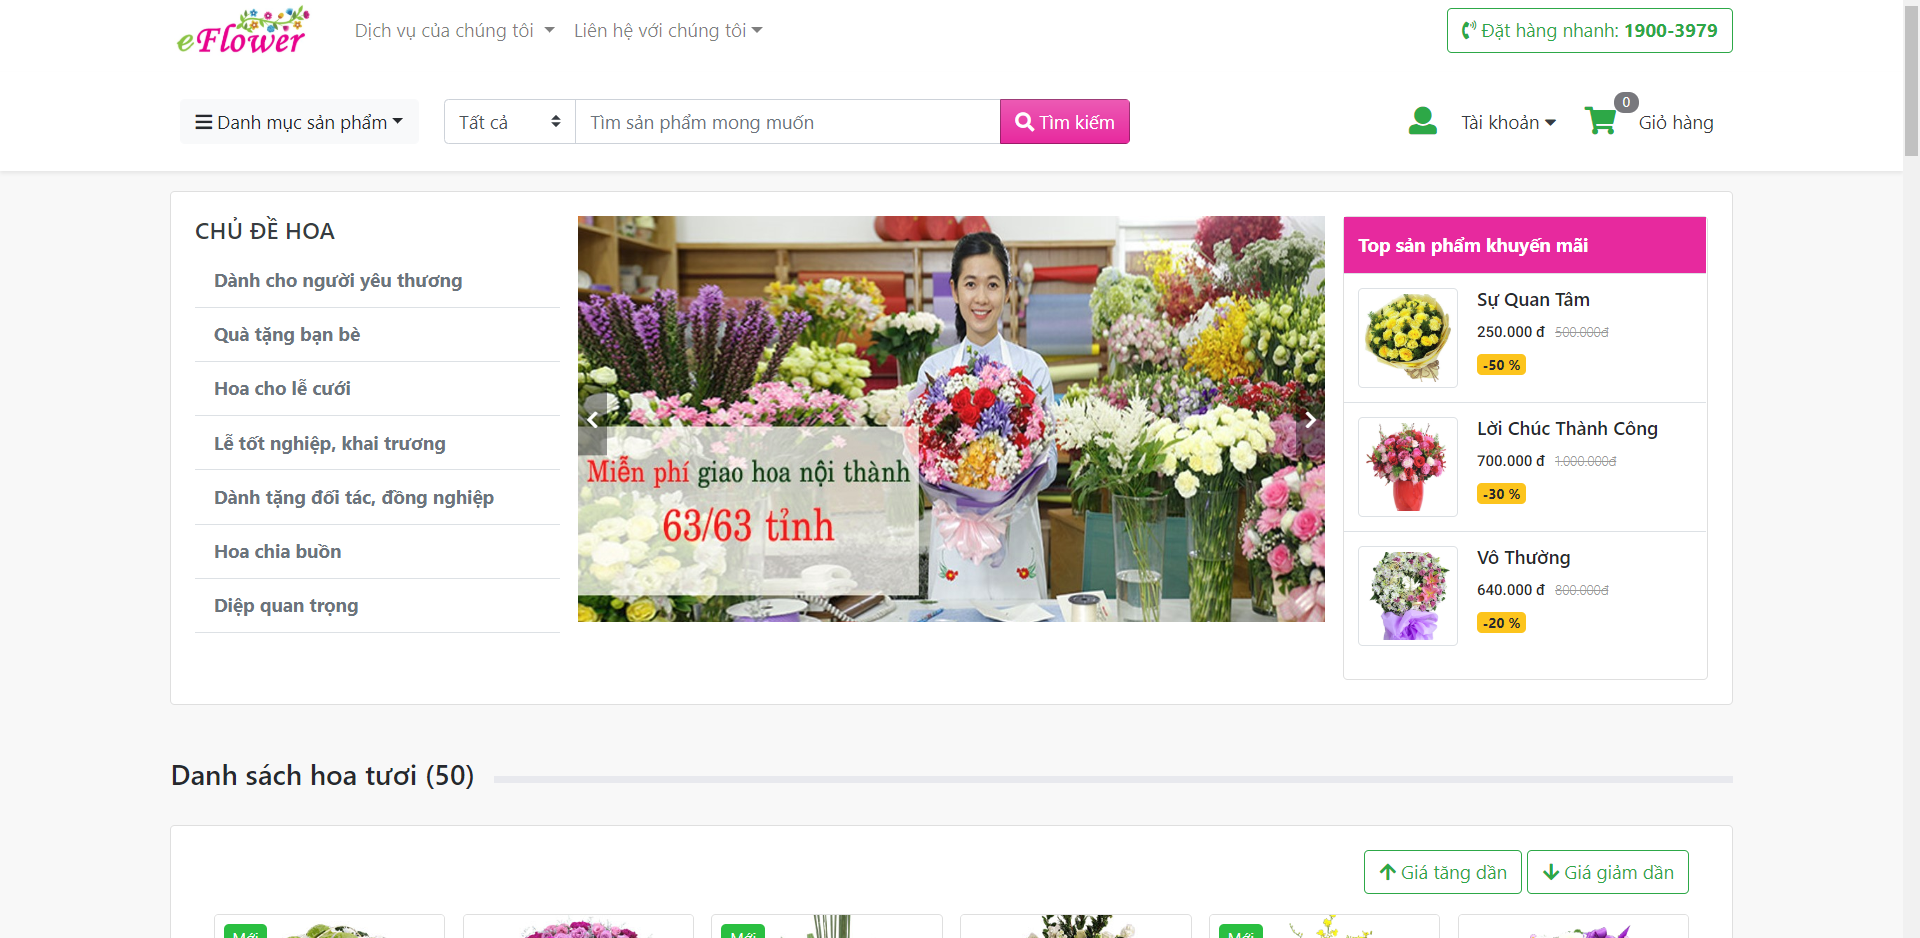 eFlower
Dịch vụ của chúng tôi
Liên hệ với chúng tôi
Đặt hàng nhanh: 1900-3979
Danh mục sản phẩm
Tất cả
Tìm sản phẩm mong muốn
Tìm kiếm
Tài khoản
0
Giỏ hàng
CHỦ ĐỀ HOA
Dành cho người yêu thương
Quà tặng bạn bè
Hoa cho lễ cưới
Lễ tốt nghiệp, khai trương
Dành tặng đối tác, đồng nghiệp
Hoa chia buồn
Diệp quan trọng
Miễn phí giao hoa nội thành
63/63 tỉnh
Top sản phẩm khuyến mãi
Sự Quan Tâm
250.000 đ 500.000đ
-50 %
Lời Chúc Thành Công
700.000 đ 1.000.000đ
-30 %
Vô Thường
640.000 đ 800.000đ
-20 %
Danh sách hoa tươi (50)
Giá tăng dần
Giá giảm dần
Mới
Mới
Mới